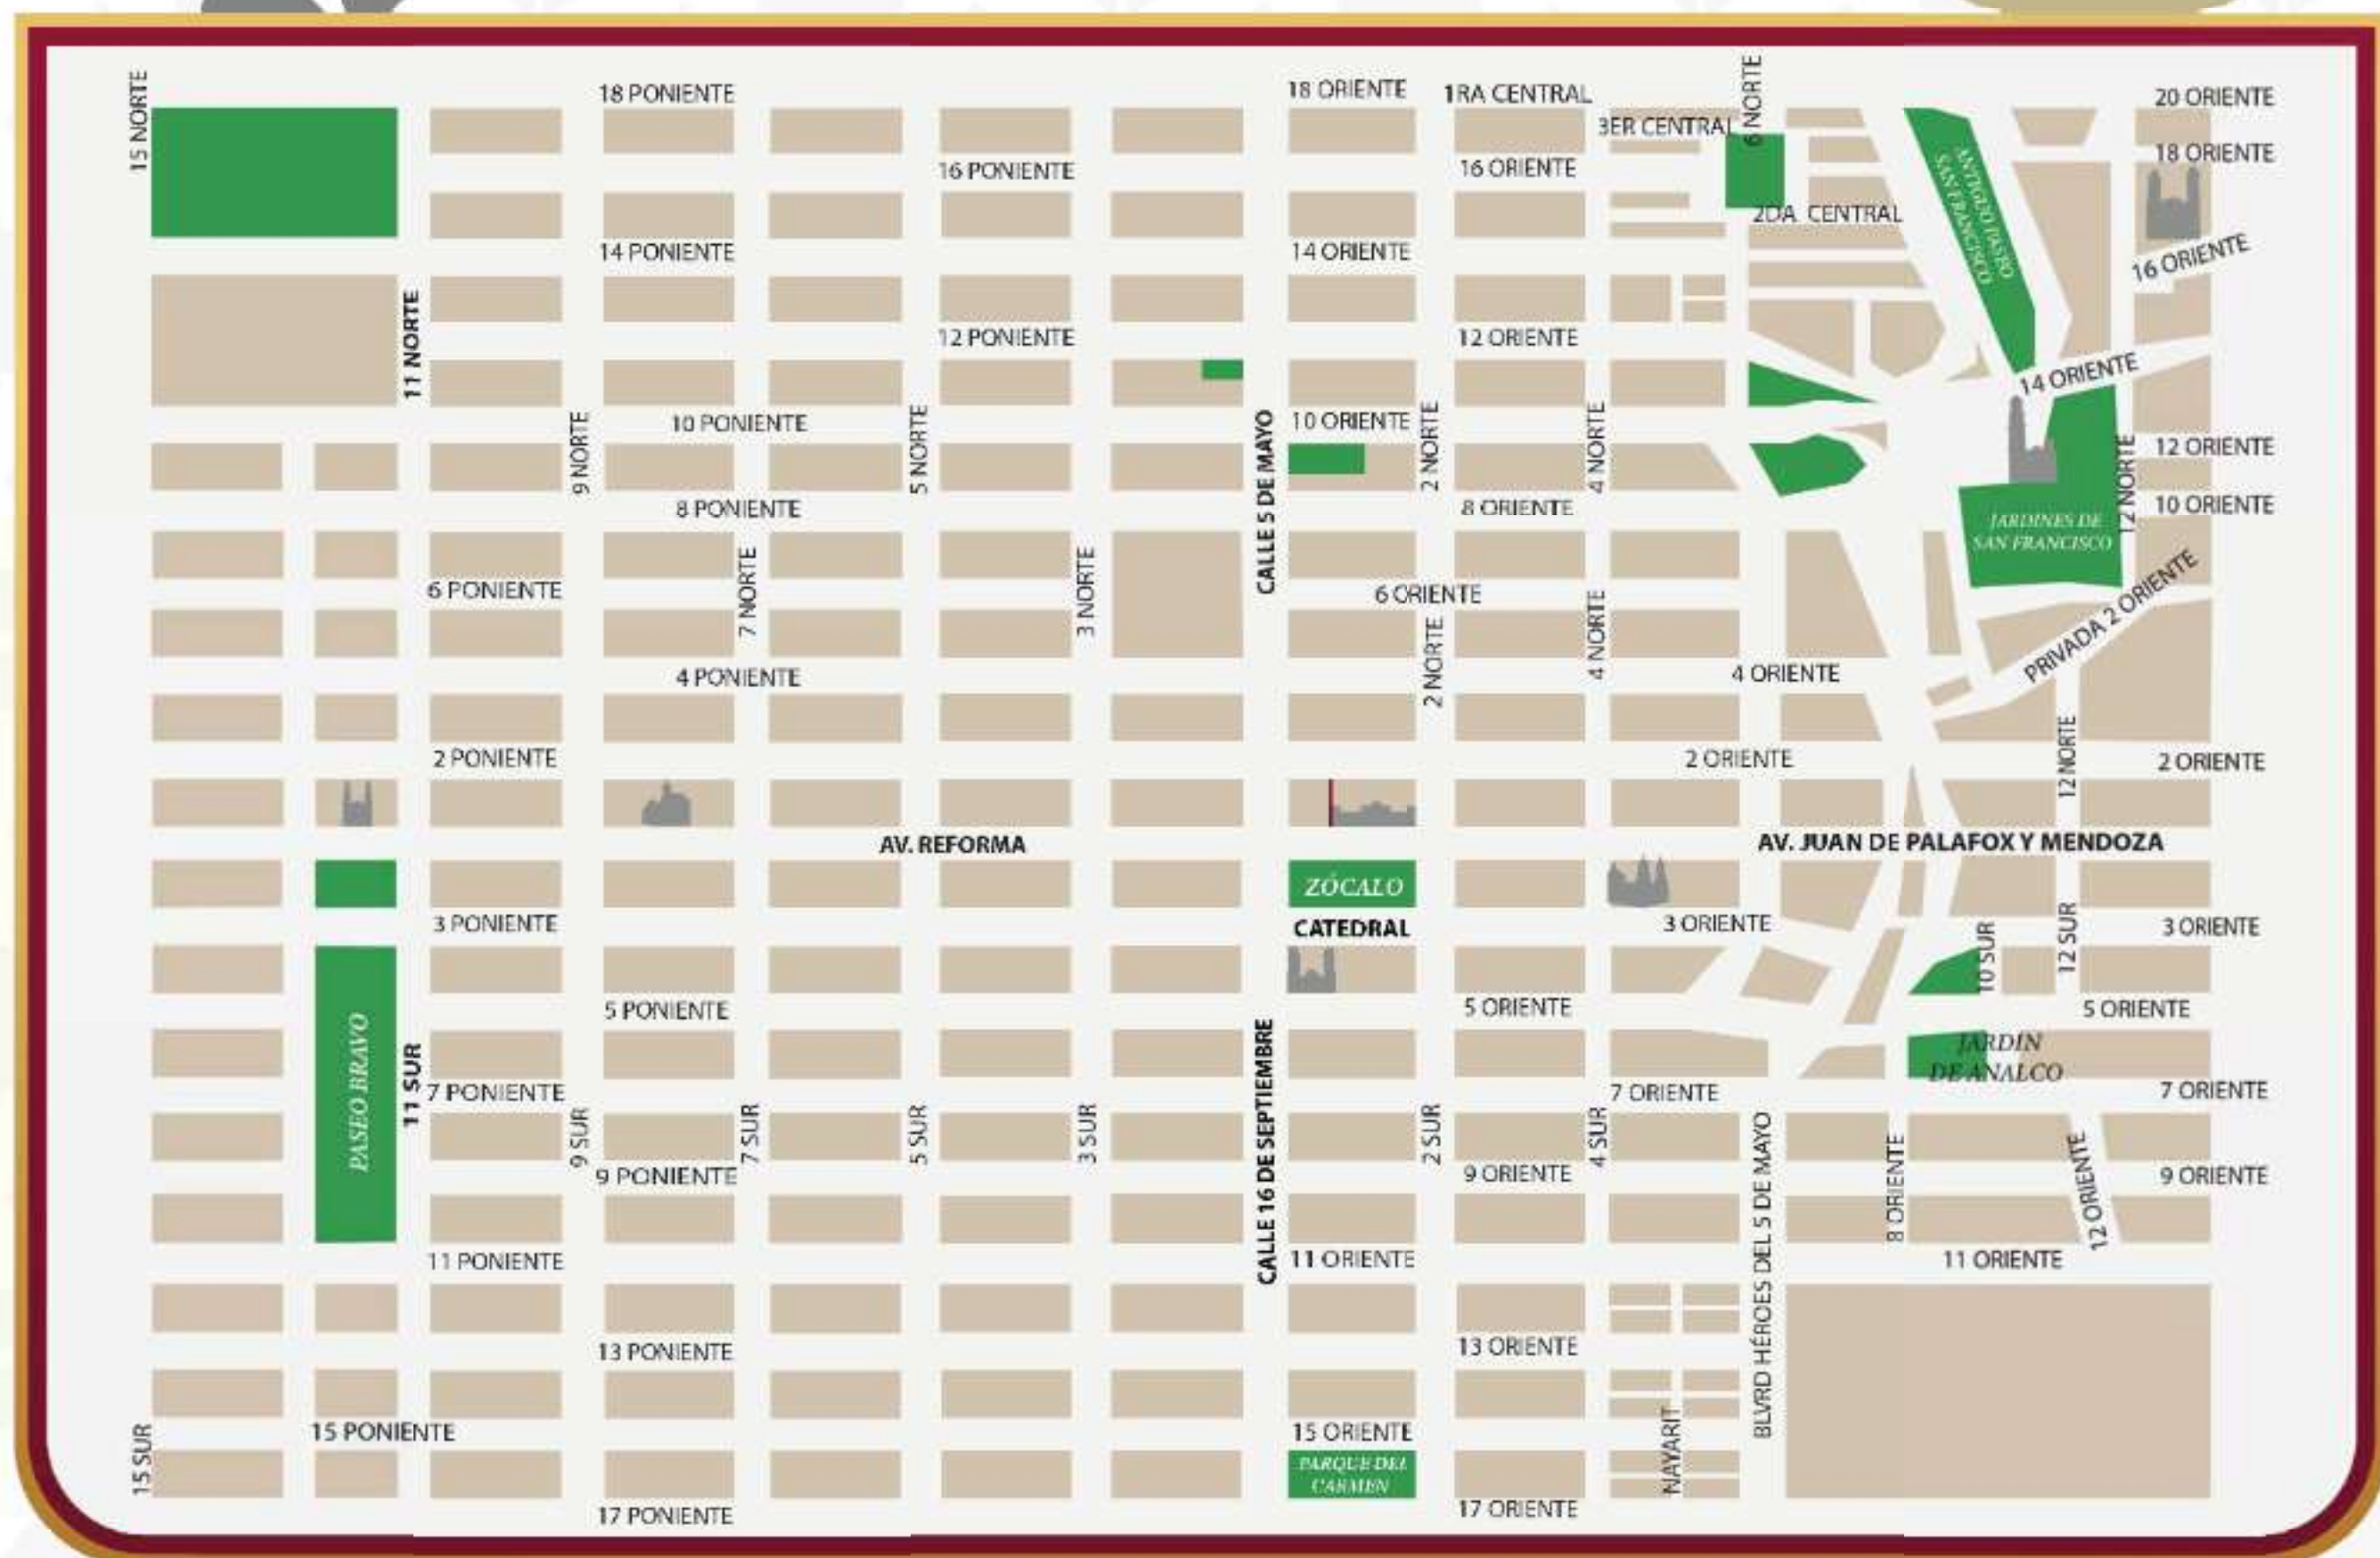 15 NORTE
18 PONIENTE
18 ORIENTE
1RA CENTRAL
6 NORTE
20 ORIENTE
3ER CENTRAL
16 PONIENTE
16 ORIENTE
18 ORIENTE
ANTIGUO PASEO
SAN FRANCISCO
2DA CENTRAL
14 PONIENTE
14 ORIENTE
16 ORIENTE
11 NORTE
12 PONIENTE
12 ORIENTE
14 ORIENTE
9 NORTE
10 PONIENTE
5 NORTE
CALLE 5 DE MAYO
10 ORIENTE
2 NORTE
4 NORTE
12 NORTE
12 ORIENTE
8 PONIENTE
8 ORIENTE
10 ORIENTE
JARDINES DE
SAN FRANCISCO
6 PONIENTE
7 NORTE
3 NORTE
6 ORIENTE
4 NORTE
PRIVADA 2 ORIENTE
4 PONIENTE
2 NORTE
4 ORIENTE
2 PONIENTE
2 ORIENTE
12 NORTE
2 ORIENTE
AV. REFORMA
AV. JUAN DE PALAFOX Y MENDOZA
ZÓCALO
3 PONIENTE
CATEDRAL
3 ORIENTE
10 SUR
12 SUR
3 ORIENTE
5 PONIENTE
5 ORIENTE
5 ORIENTE
PASEO BRAVO
11 SUR
JARDIN
DE ANALCO
7 PONIENTE
7 ORIENTE
7 ORIENTE
9 SUR
7 SUR
5 SUR
3 SUR
CALLE 16 DE SEPTIEMBRE
2 SUR
4 SUR
BLVRD HÉROES DEL 5 DE MAYO
8 ORIENTE
12 ORIENTE
9 PONIENTE
9 ORIENTE
9 ORIENTE
11 PONIENTE
11 ORIENTE
11 ORIENTE
13 PONIENTE
13 ORIENTE
15 SUR
15 PONIENTE
15 ORIENTE
NAYARIT
PARQUE DEL
CARMEN
17 PONIENTE
17 ORIENTE